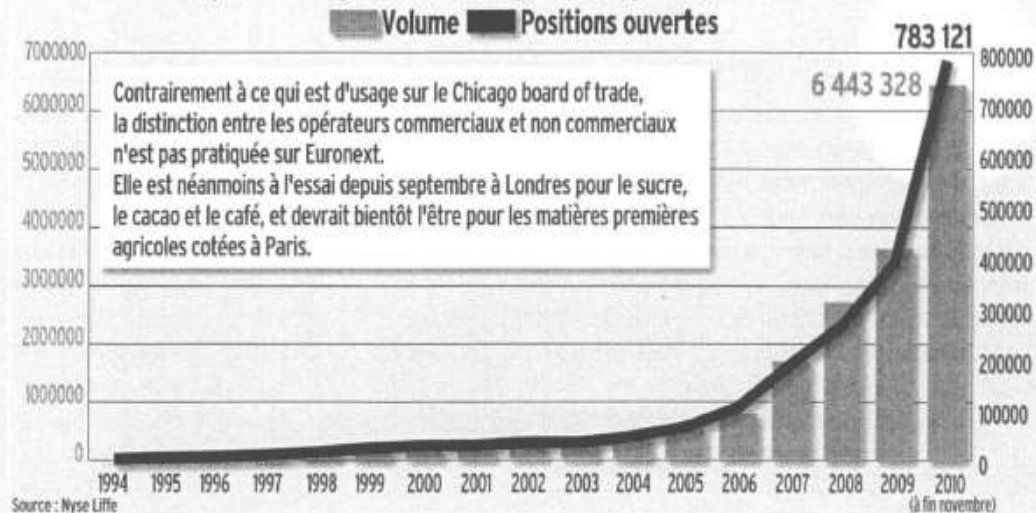 Volume Positions ouvertes
783 121
6 443 328
7000000
6000000
5000000
4000000
3000000
2000000
1000000
0
Contrairement à ce qui est d'usage sur le Chicago board of trade,
la distinction entre les opérateurs commerciaux et non commerciaux
n'est pas pratiquée sur Euronext.
Elle est néanmoins à l'essai depuis septembre à Londres pour le sucre,
le cacao et le café, et devrait bientôt l'être pour les matières premières
agricoles cotées à Paris.
800000
700000
600000
500000
400000
300000
200000
100000
0
1994 1995 1996 1997 1998 1999 2000 2001 2002 2003 2004 2005 2006 2007 2008 2009 2010
Source : Nyse Liffe
(à fin novembre)